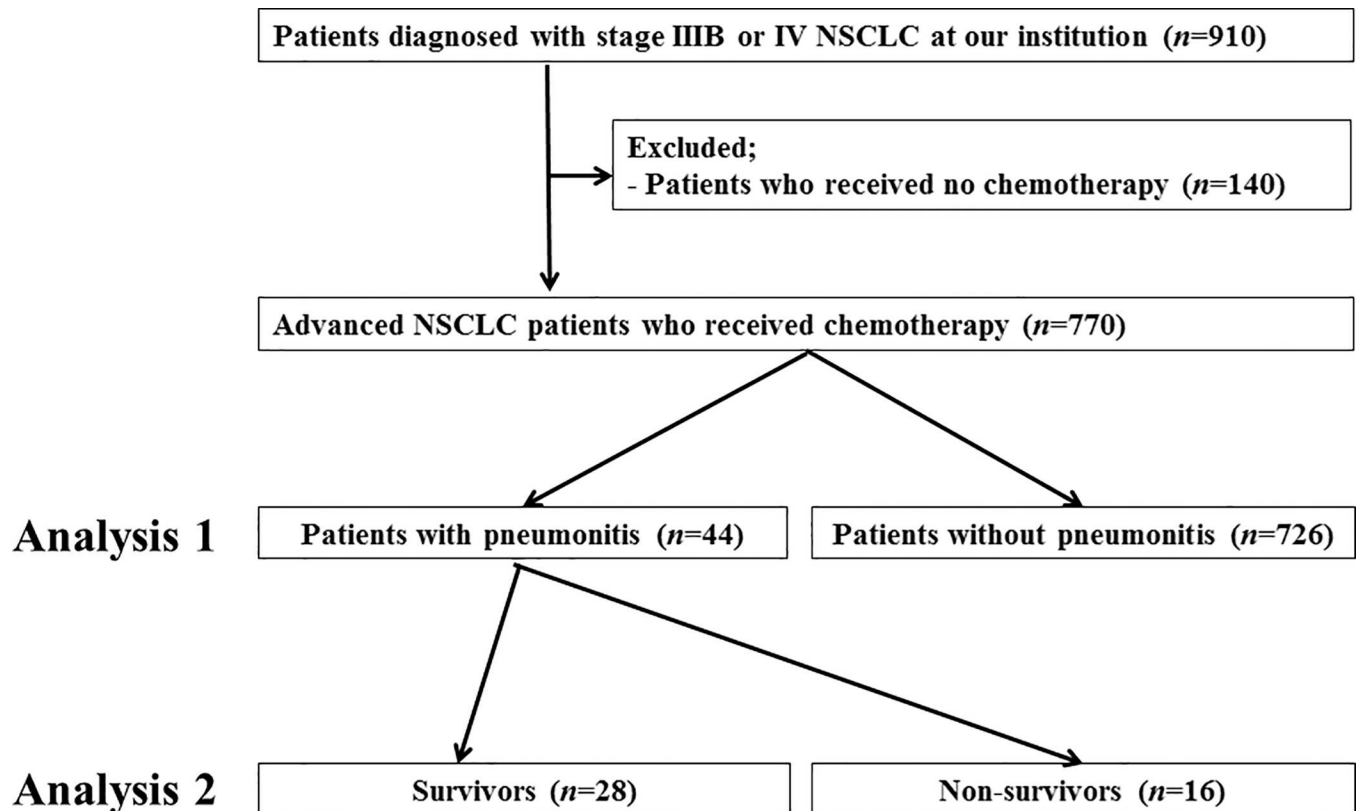 Patients diagnosed with stage IIIB or IV NSCLC at our institution (n=910)
Excluded;
- Patients who received no chemotherapy (n=140)
Advanced NSCLC patients who received chemotherapy (n=770)
Analysis 1
Patients with pneumonitis (n=44)
Patients without pneumonitis (n=726)
Analysis 2
Survivors (n=28)
Non-survivors (n=16)